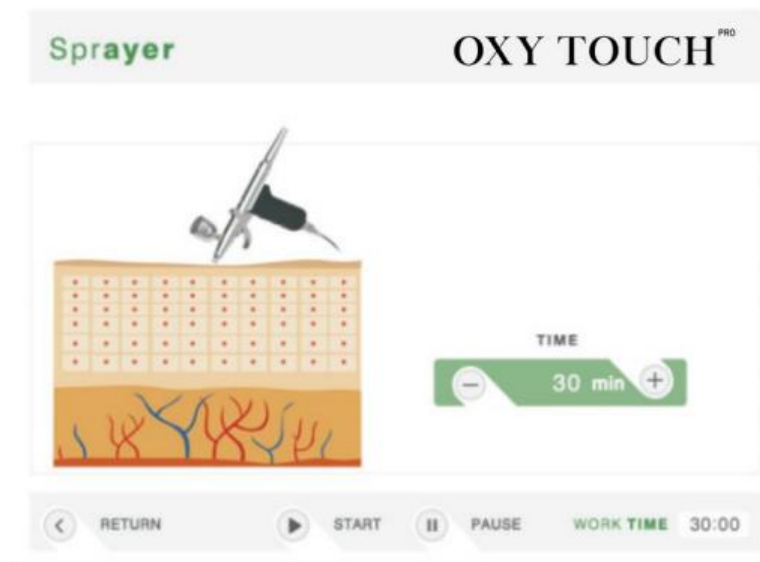 Sprayer
OXY TOUCH PRO
TIME
30 min
RETURN
START
PAUSE
WORK TIME 30:00